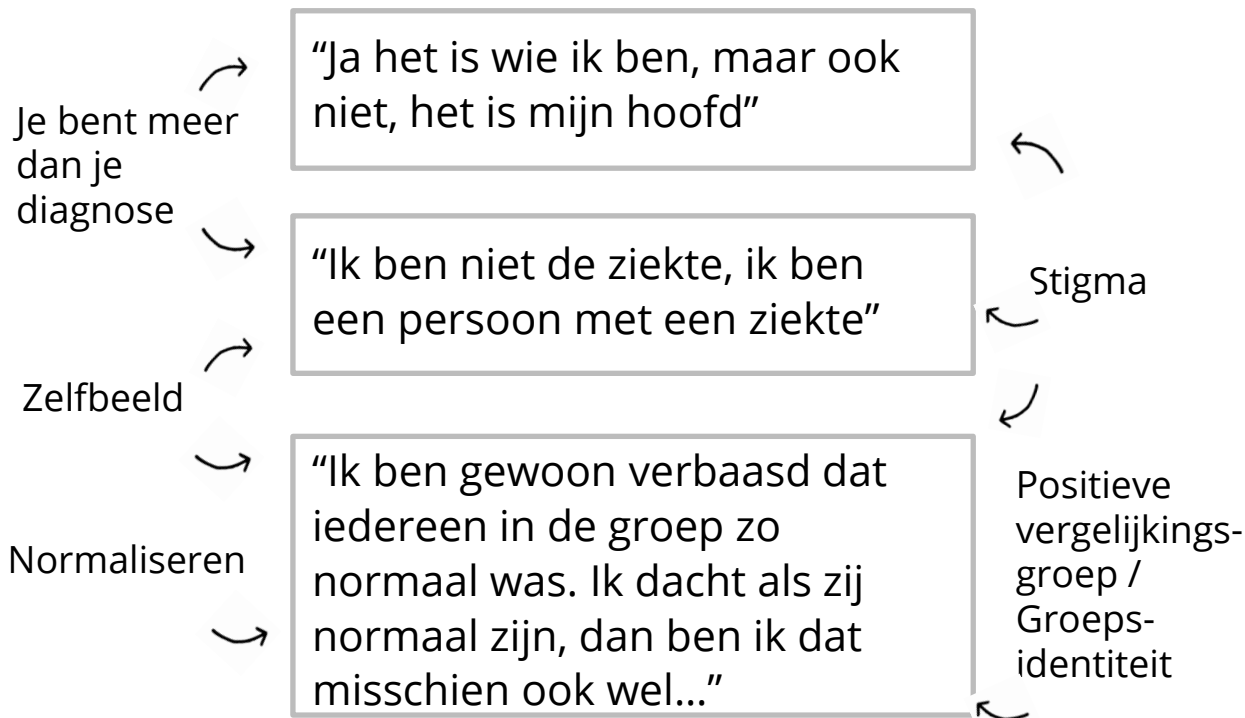 “Ja het is wie ik ben, maar ook
niet, het is mijn hoofd”
Je bent meer
dan je
diagnose
“Ik ben niet de ziekte, ik ben
een persoon met een ziekte”
Stigma
Zelfbeeld
“Ik ben gewoon verbaasd dat
iedereen in de groep zo
normaal was. Ik dacht als zij
normaal zijn, dan ben ik dat
misschien ook wel...”
Normaliseren
Positieve
vergelijkings-
groep /
Groeps-
identiteit